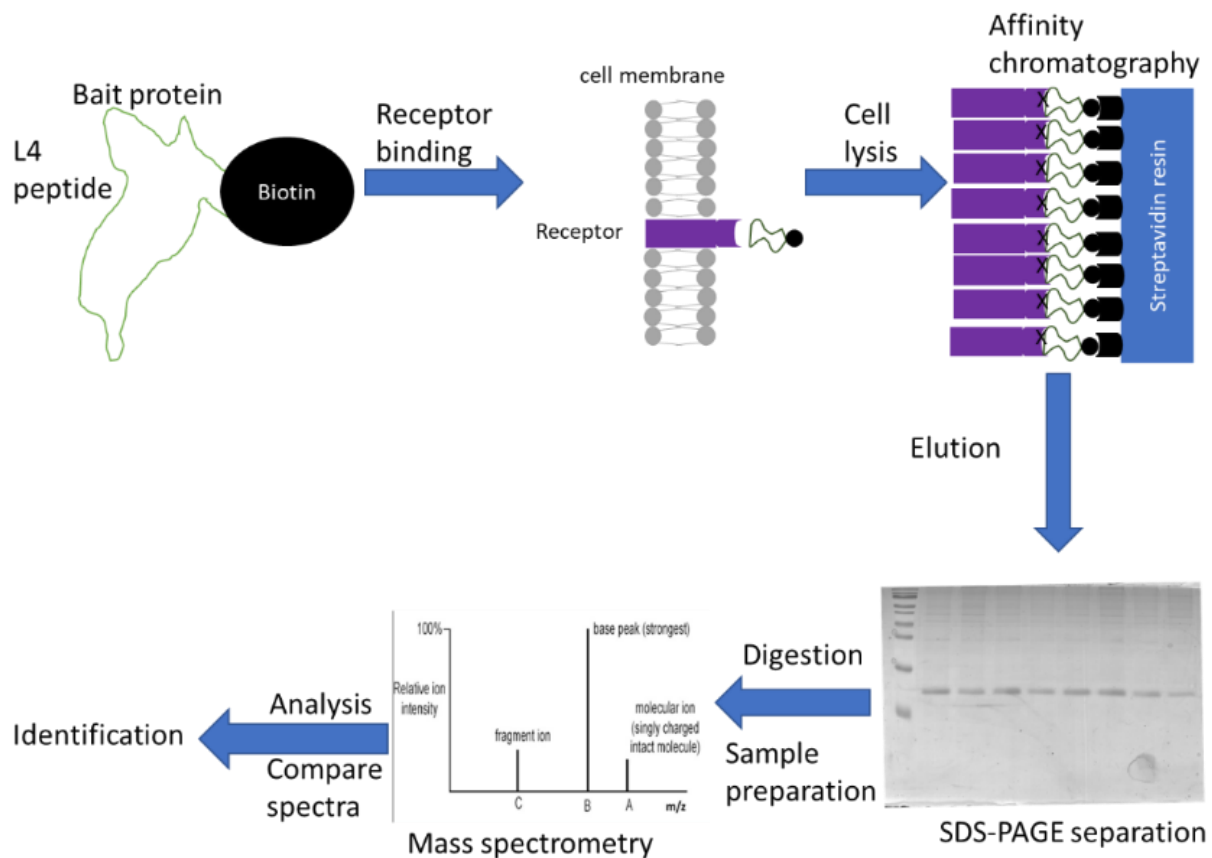 Bait protein
L4
peptide
Biotin
Receptor
binding
cell membrane
Receptor
Cell
lysis
Affinity
chromatography
Streptavidin resin
X
X
X
X
X
X
X
X
Elution
SDS-PAGE separation
Digestion
Sample
preparation
100%
base peak (strongest)
Relative ion
intensity
molecular ion
(singly charged
intact molecule)
fragment ion
C
B
A
m/z
Mass spectrometry
Analysis
Compare
spectra
Identification